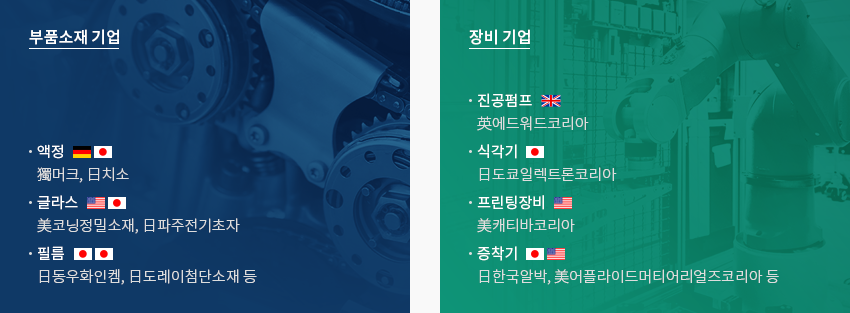 부품소재 기업
• 액정
獨머크, 日치소
• 글라스
美코닝정밀소재, 日파주전기초자
• 필름
日동우화인켐, 日도레이첨단소재 등
장비 기업
• 진공펌프
英에드워드코리아
• 식각기
日도쿄일렉트론코리아
• 프린팅장비
美캐티바코리아
• 증착기
日한국알박, 美어플라이드머티어리얼즈코리아 등